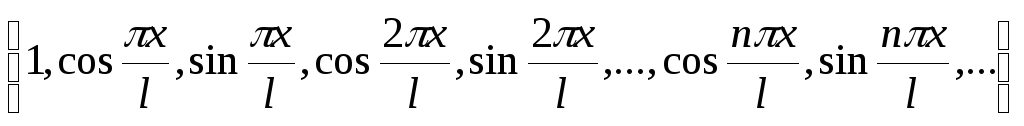 {1, cos πx/l, sin πx/l, cos 2πx/l, sin 2πx/l, ..., cos nπx/l, sin nπx/l, ...}